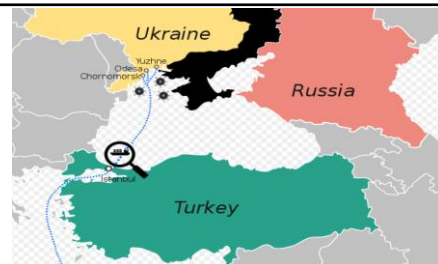 Ukraine
Yuzhne
Odesa
Chornomorsk
Russia
Istanbul
Turkey